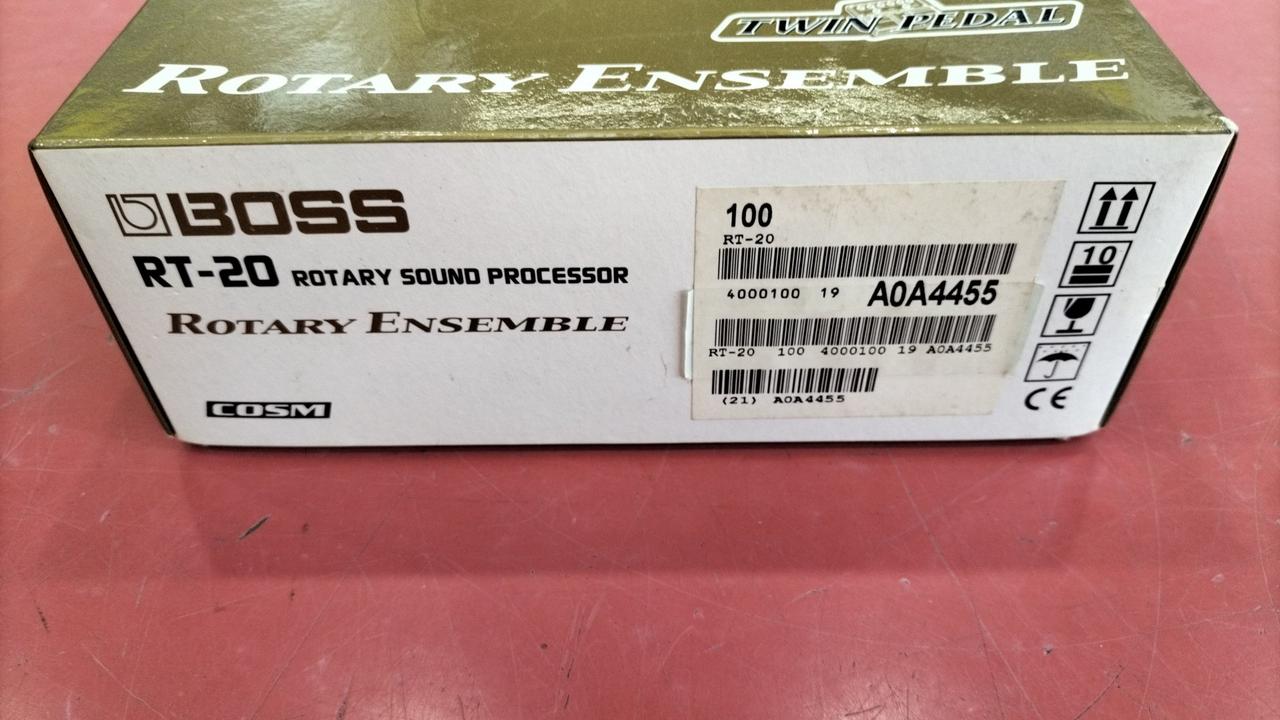 TWIN PEDAL
ROTARY ENSEMBLE
BOSS
RT-20 ROTARY SOUND PROCESSOR
ROTARY ENSEMBLE
COSM
100
RT-20
4000100 19 A0A4455
RT-20 100 4000100 19 A0A4455
(21) A0A4455
10
CE